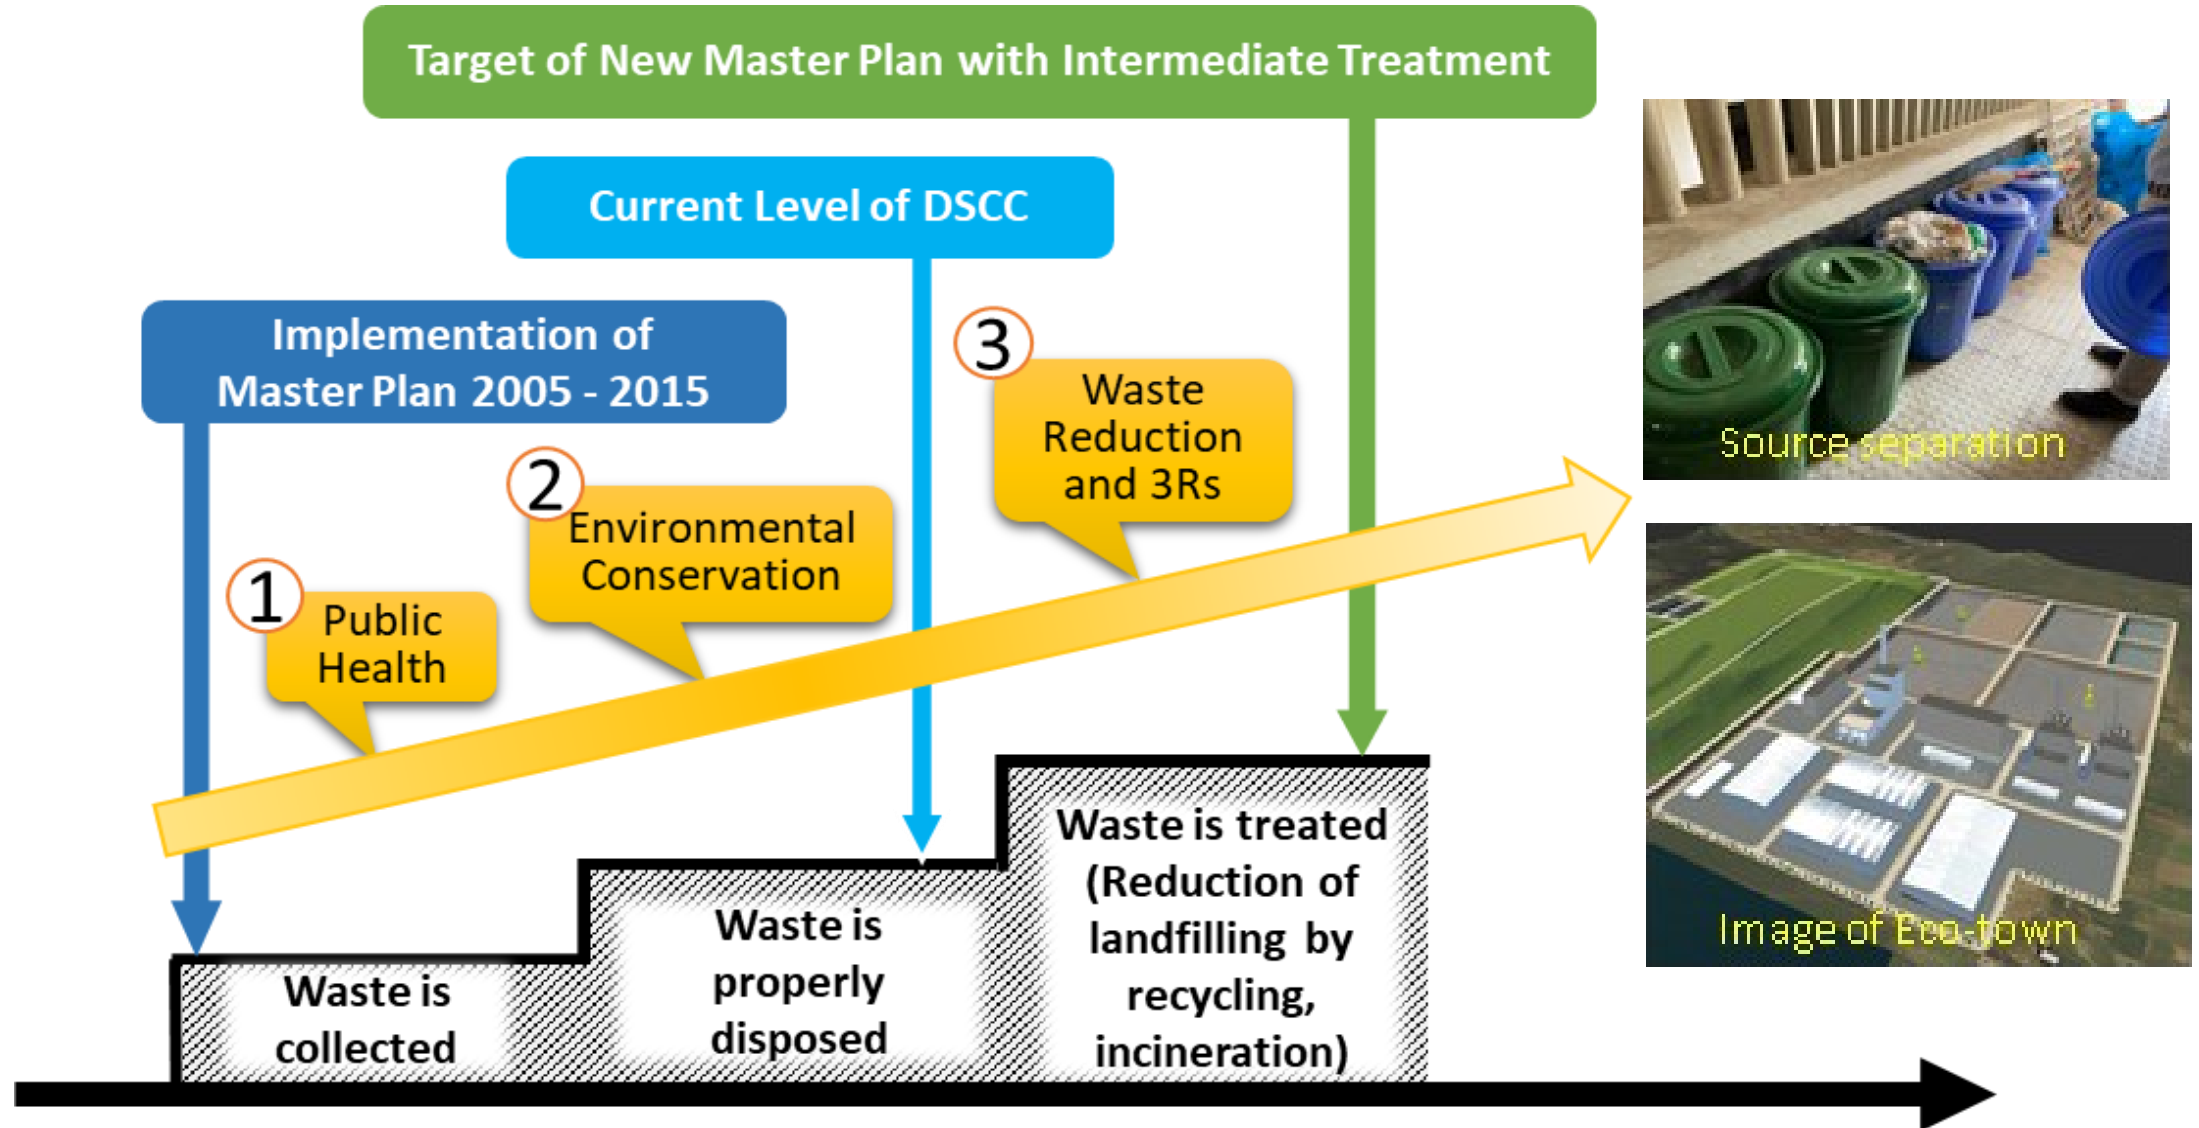 Target of New Master Plan with Intermediate Treatment
Current Level of DSCC
Implementation of
Master Plan 2005 - 2015
1
Public
Health
2
Environmental
Conservation
3
Waste
Reduction
and 3Rs
Waste is
collected
Waste is
properly
disposed
Waste is treated
(Reduction of
landfilling by
recycling,
incineration)
Source separation
Image of Eco-town